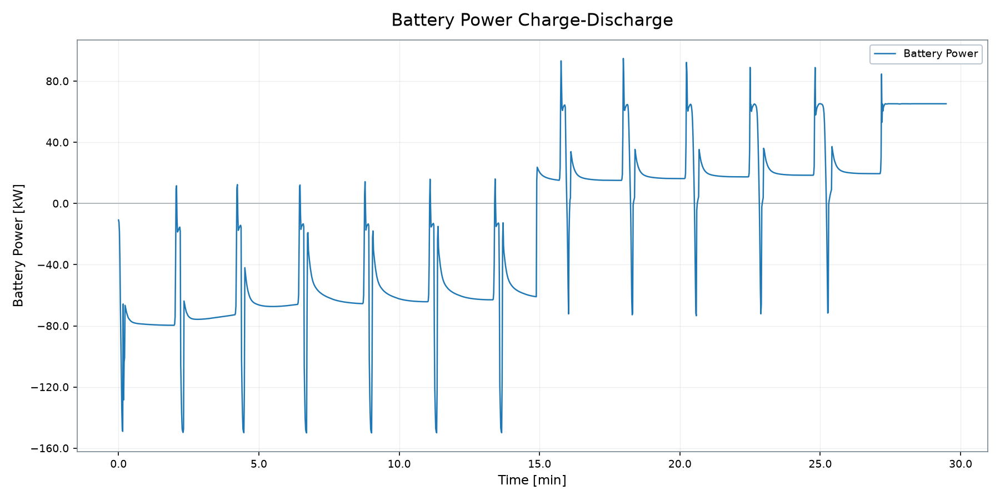 Battery Power Charge-Discharge
Battery Power
80.0
40.0
0.0
−40.0
−80.0
−120.0
−160.0
Battery Power [kW]
0.0 5.0 10.0 15.0 20.0 25.0 30.0
Time [min]